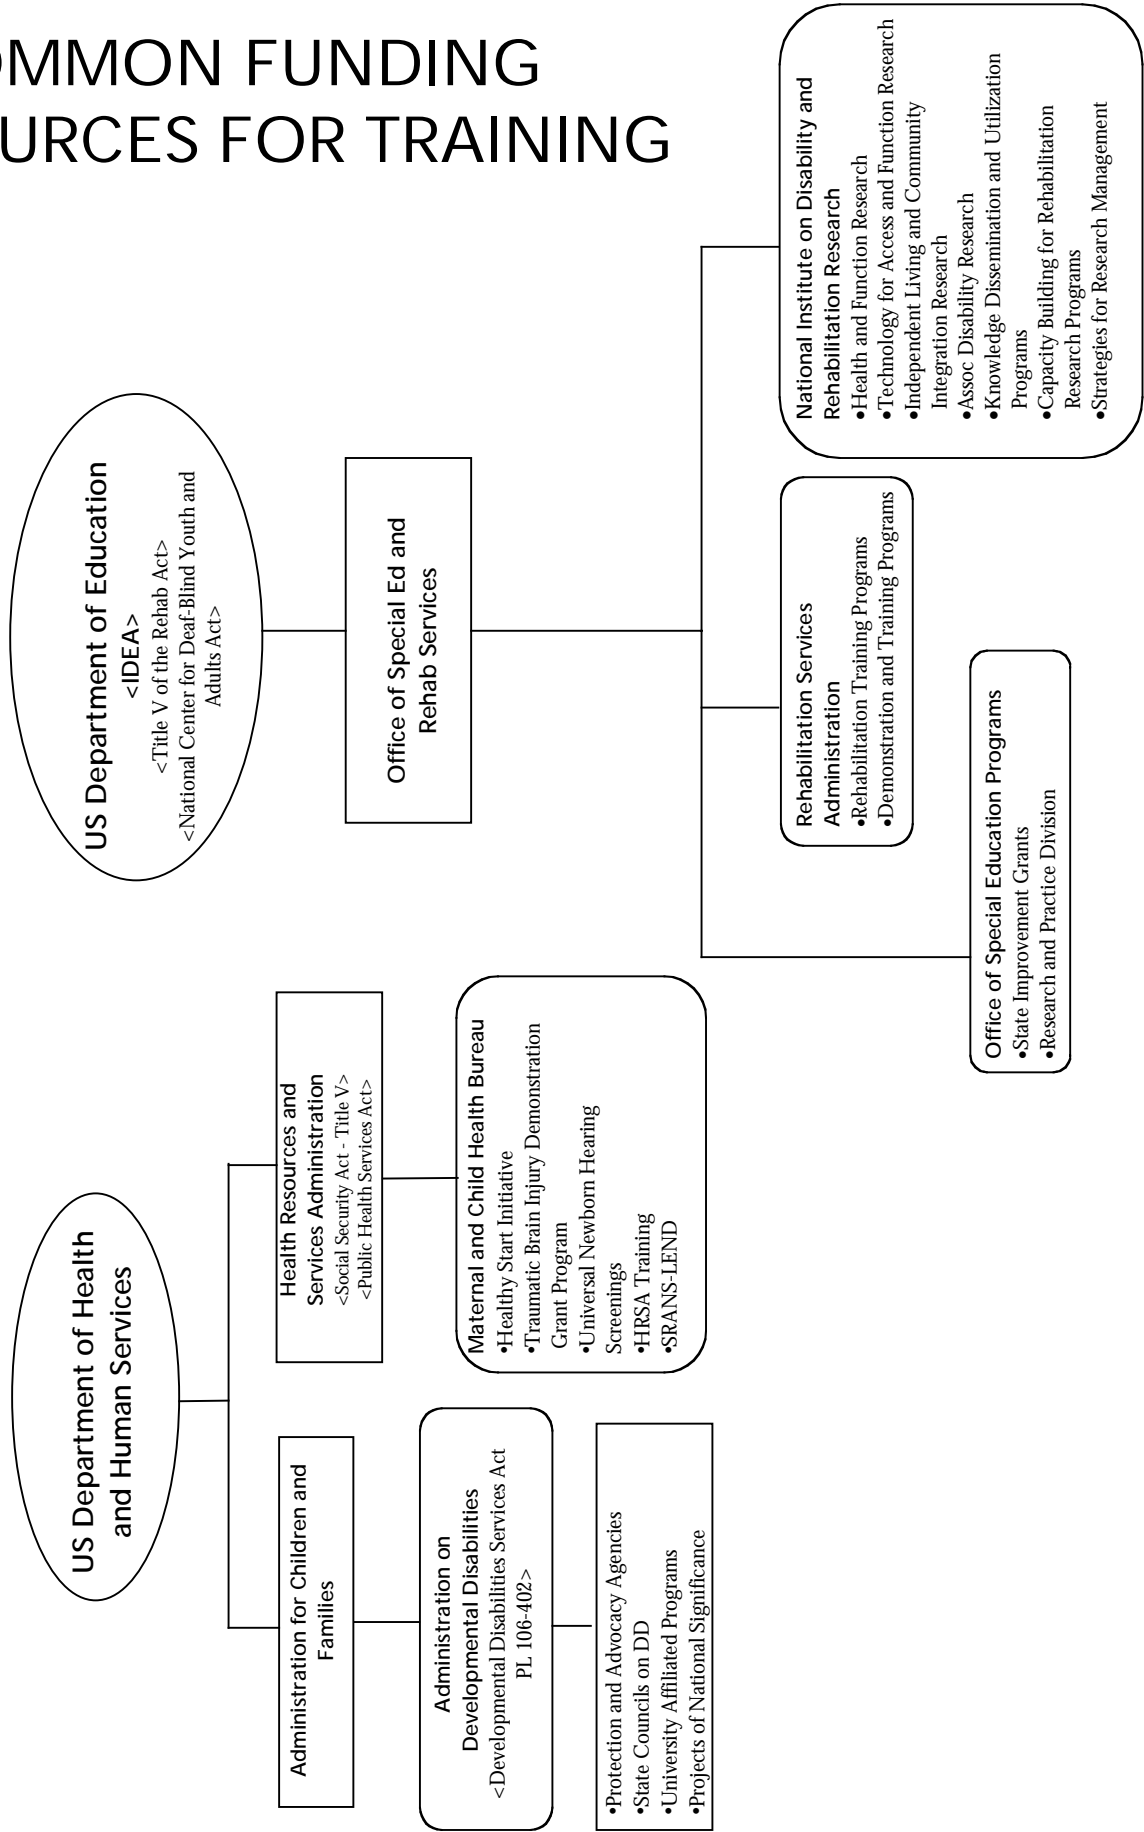 OMMON FUNDING
URCES FOR TRAINING
US Department of Health
and Human Services
Administration for Children and
Families
Administration on
Developmental Disabilities
<Developmental Disabilities Services Act
PL 106-402>
•Protection and Advocacy Agencies
•State Councils on DD
•University Affiliated Programs
•Projects of National Significance
Health Resources and
Services Administration
<Social Security Act - Title V>
<Public Health Services Act>
Maternal and Child Health Bureau
•Healthy Start Initiative
•Traumatic Brain Injury Demonstration
Grant Program
•Universal Newborn Hearing
Screenings
•HRSA Training
•SRANS-LEND
US Department of Education
<IDEA>
<Title V of the Rehab Act>
<National Center for Deaf-Blind Youth and
Adults Act>
Office of Special Ed and
Rehab Services
Office of Special Education Programs
•State Improvement Grants
•Research and Practice Division
Rehabilitation Services
Administration
•Rehabilitation Training Programs
•Demonstration and Training Programs
National Institute on Disability and
Rehabilitation Research
•Health and Function Research
•Technology for Access and Function Research
•Independent Living and Community
Integration Research
•Assoc Disability Research
•Knowledge Dissemination and Utilization
Programs
•Capacity Building for Rehabilitation
Research Programs
•Strategies for Research Management